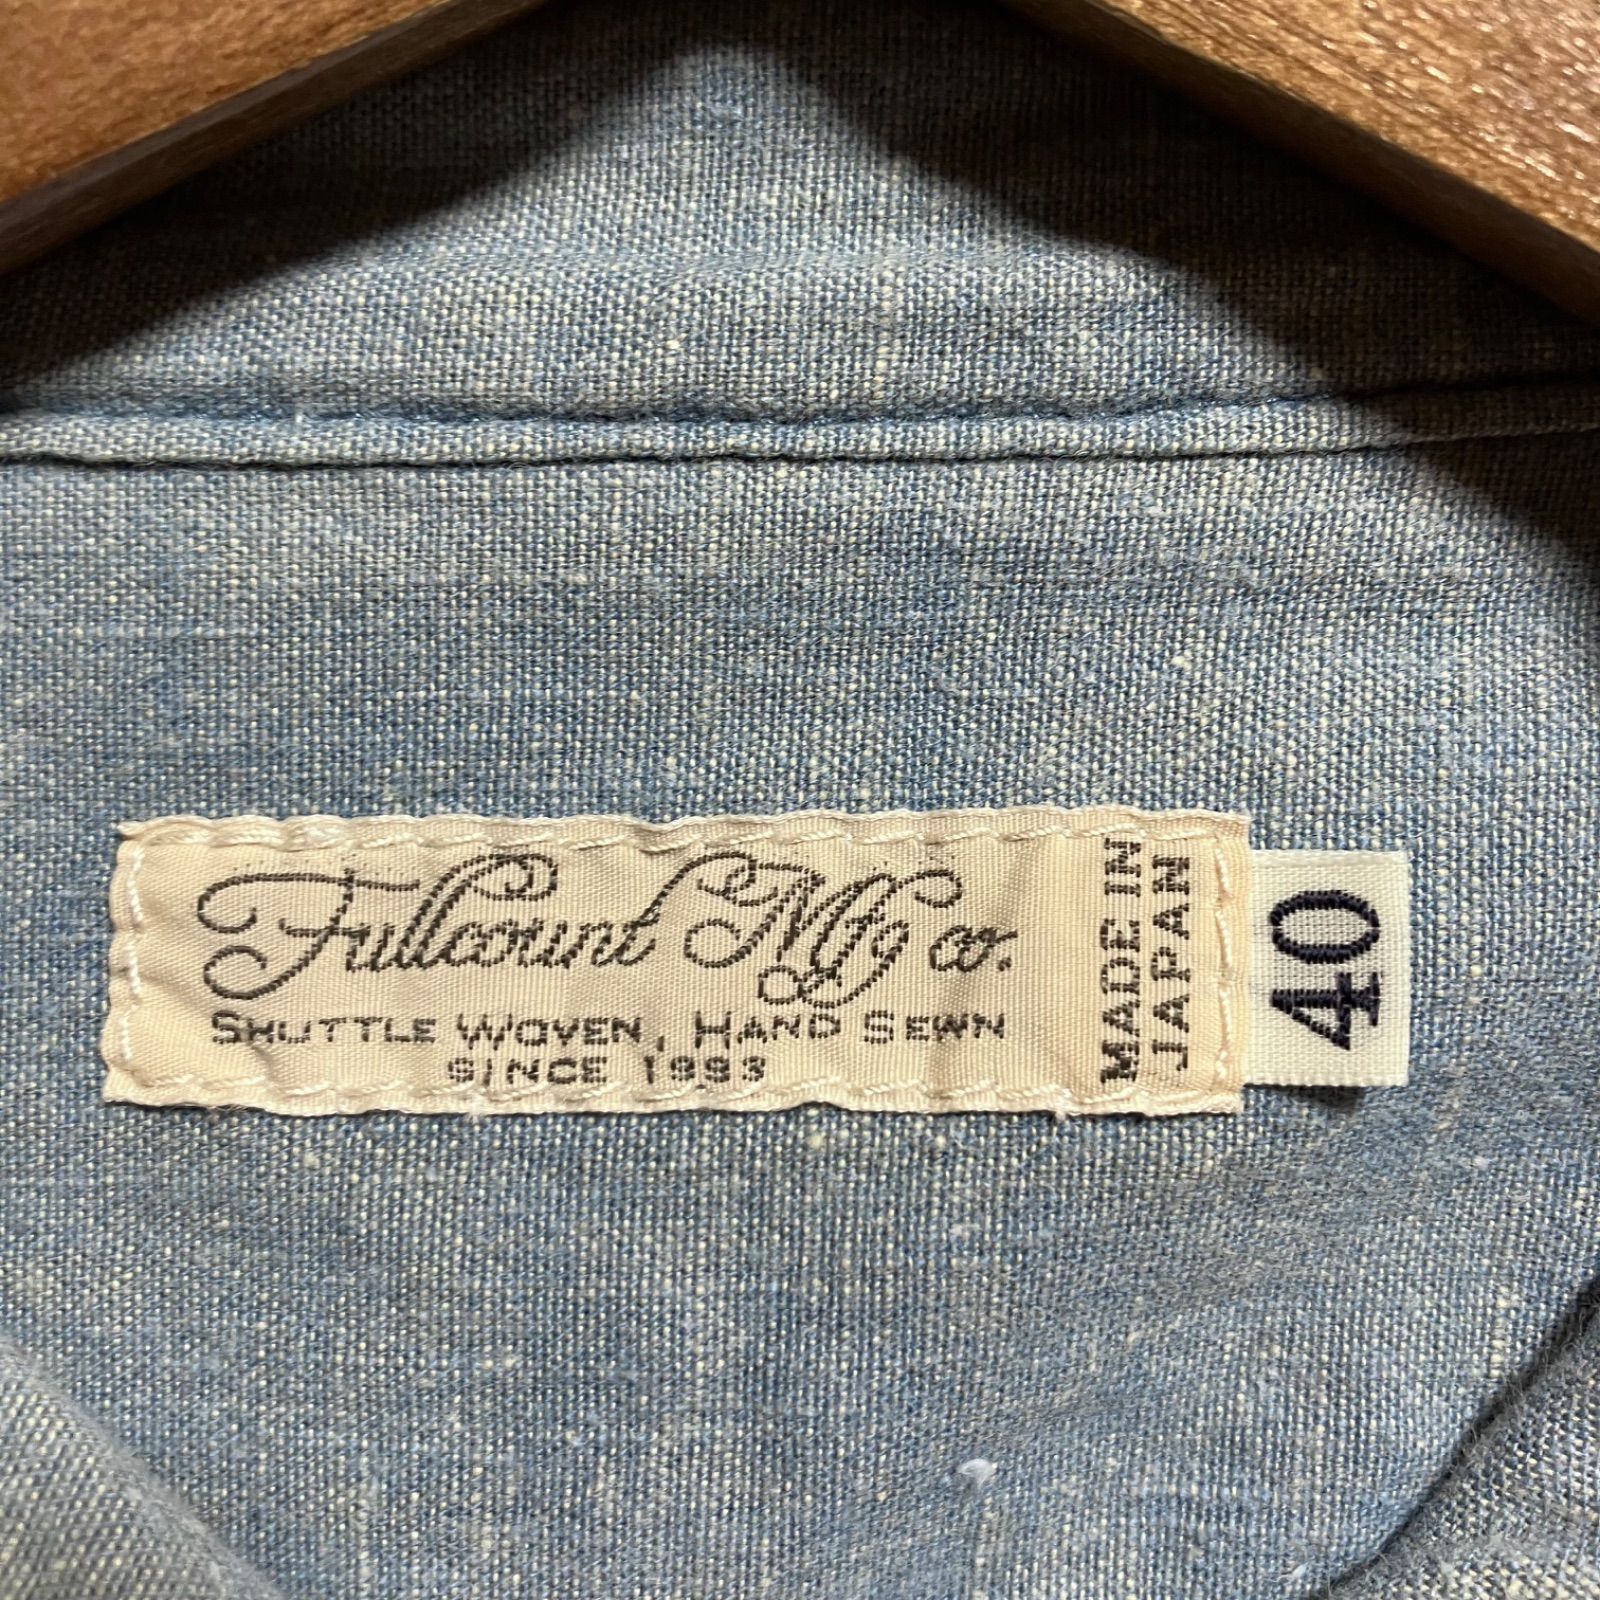 Fullcount Mfg co.
SHUTTLE WOVEN, HAND SEWN
SINCE 1993
MADE IN
JAPAN
40